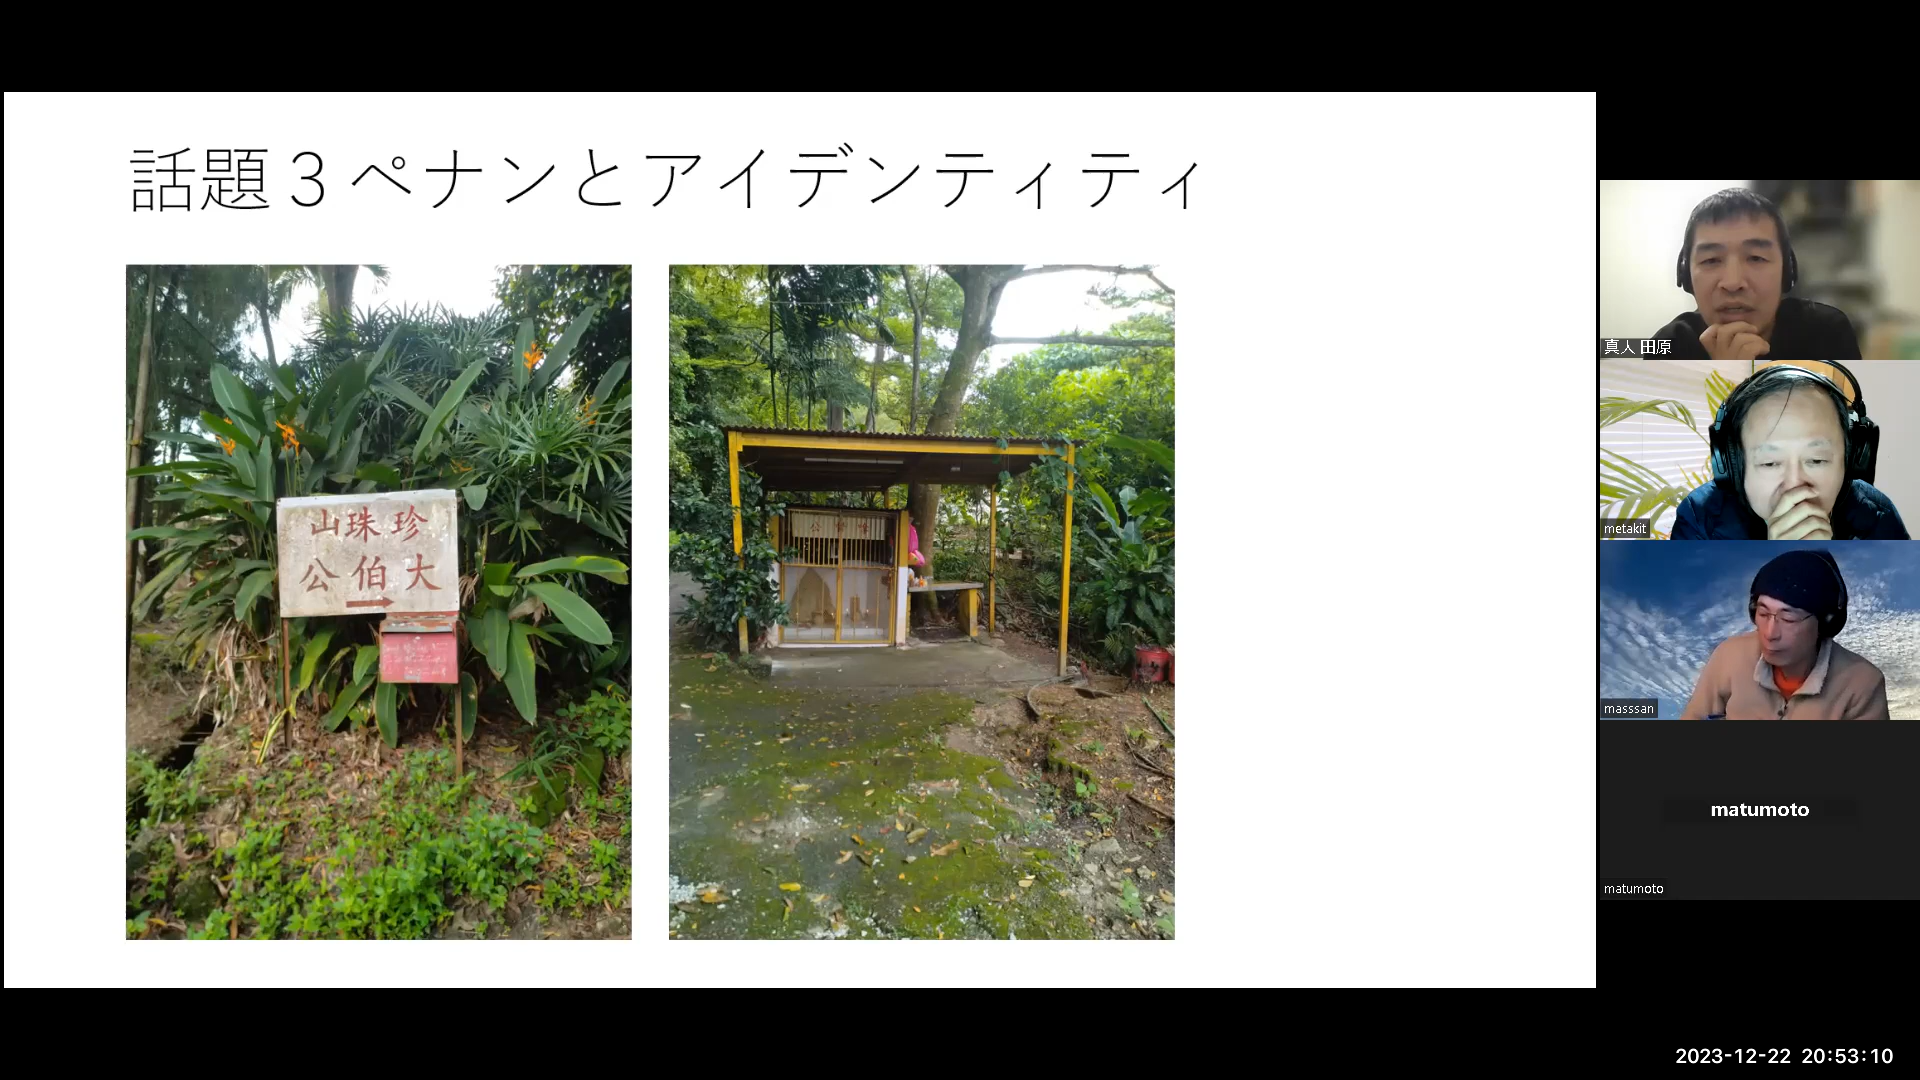 話題３ペナンとアイデンティティ
山珠珍
公伯大
真人 田原
metakit
masssan
matumoto
matumoto
2023-12-22 20:53:10